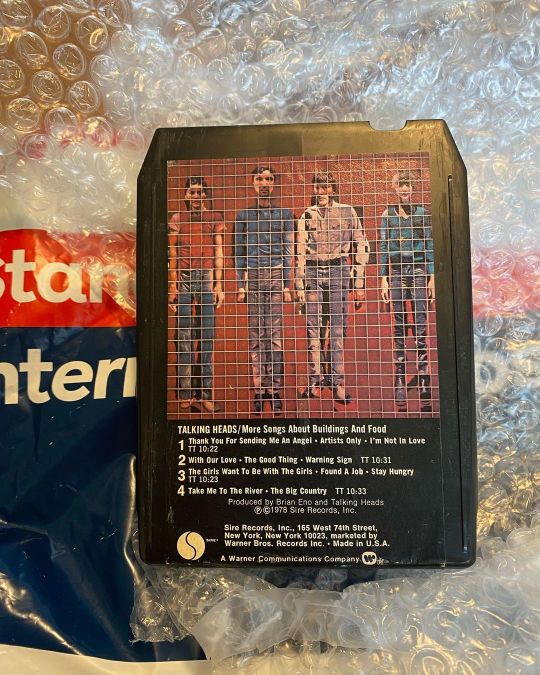 stan
nter
TALKING HEADS/More Songs About Buildings And Food
1 Thank You For Sending Me An Angel • Artists Only • I'm Not In Love
TT 10:22
2 With Our Love • The Good Thing • Warning Sign TT 10:31
3 The Girls Want To Be With The Girls • Found A Job • Stay Hungry
TT 10:23
4 Take Me To The River • The Big Country TT 10:33
Produced by Brian Eno and Talking Heads
℗©1978 Sire Records, Inc.
SIRE
Sire Records, Inc., 165 West 74th Street,
New York, New York 10023, marketed by
Warner Bros. Records Inc. • Made in U.S.A.
A Warner Communications Company